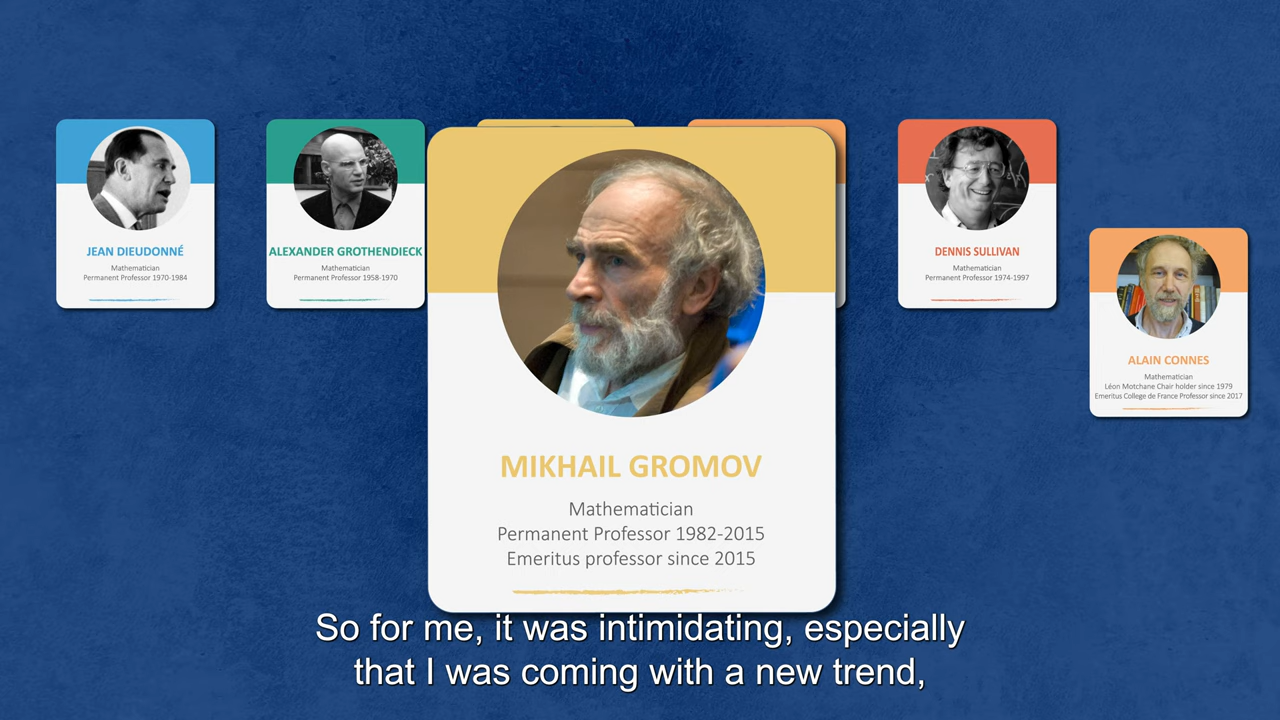 JEAN DIEUDONNÉ
Mathematician
Permanent Professor 1970-1984
ALEXANDER GROTHENDIECK
Mathematician
Permanent Professor 1958-1970
MIKHAIL GROMOV
Mathematician
Permanent Professor 1982-2015
Emeritus professor since 2015
DENNIS SULLIVAN
Mathematician
Permanent Professor 1974-1997
ALAIN CONNES
Mathematician
Léon Motchane Chair holder since 1979
Emeritus College de France Professor since 2017
So for me, it was intimidating, especially
that I was coming with a new trend,